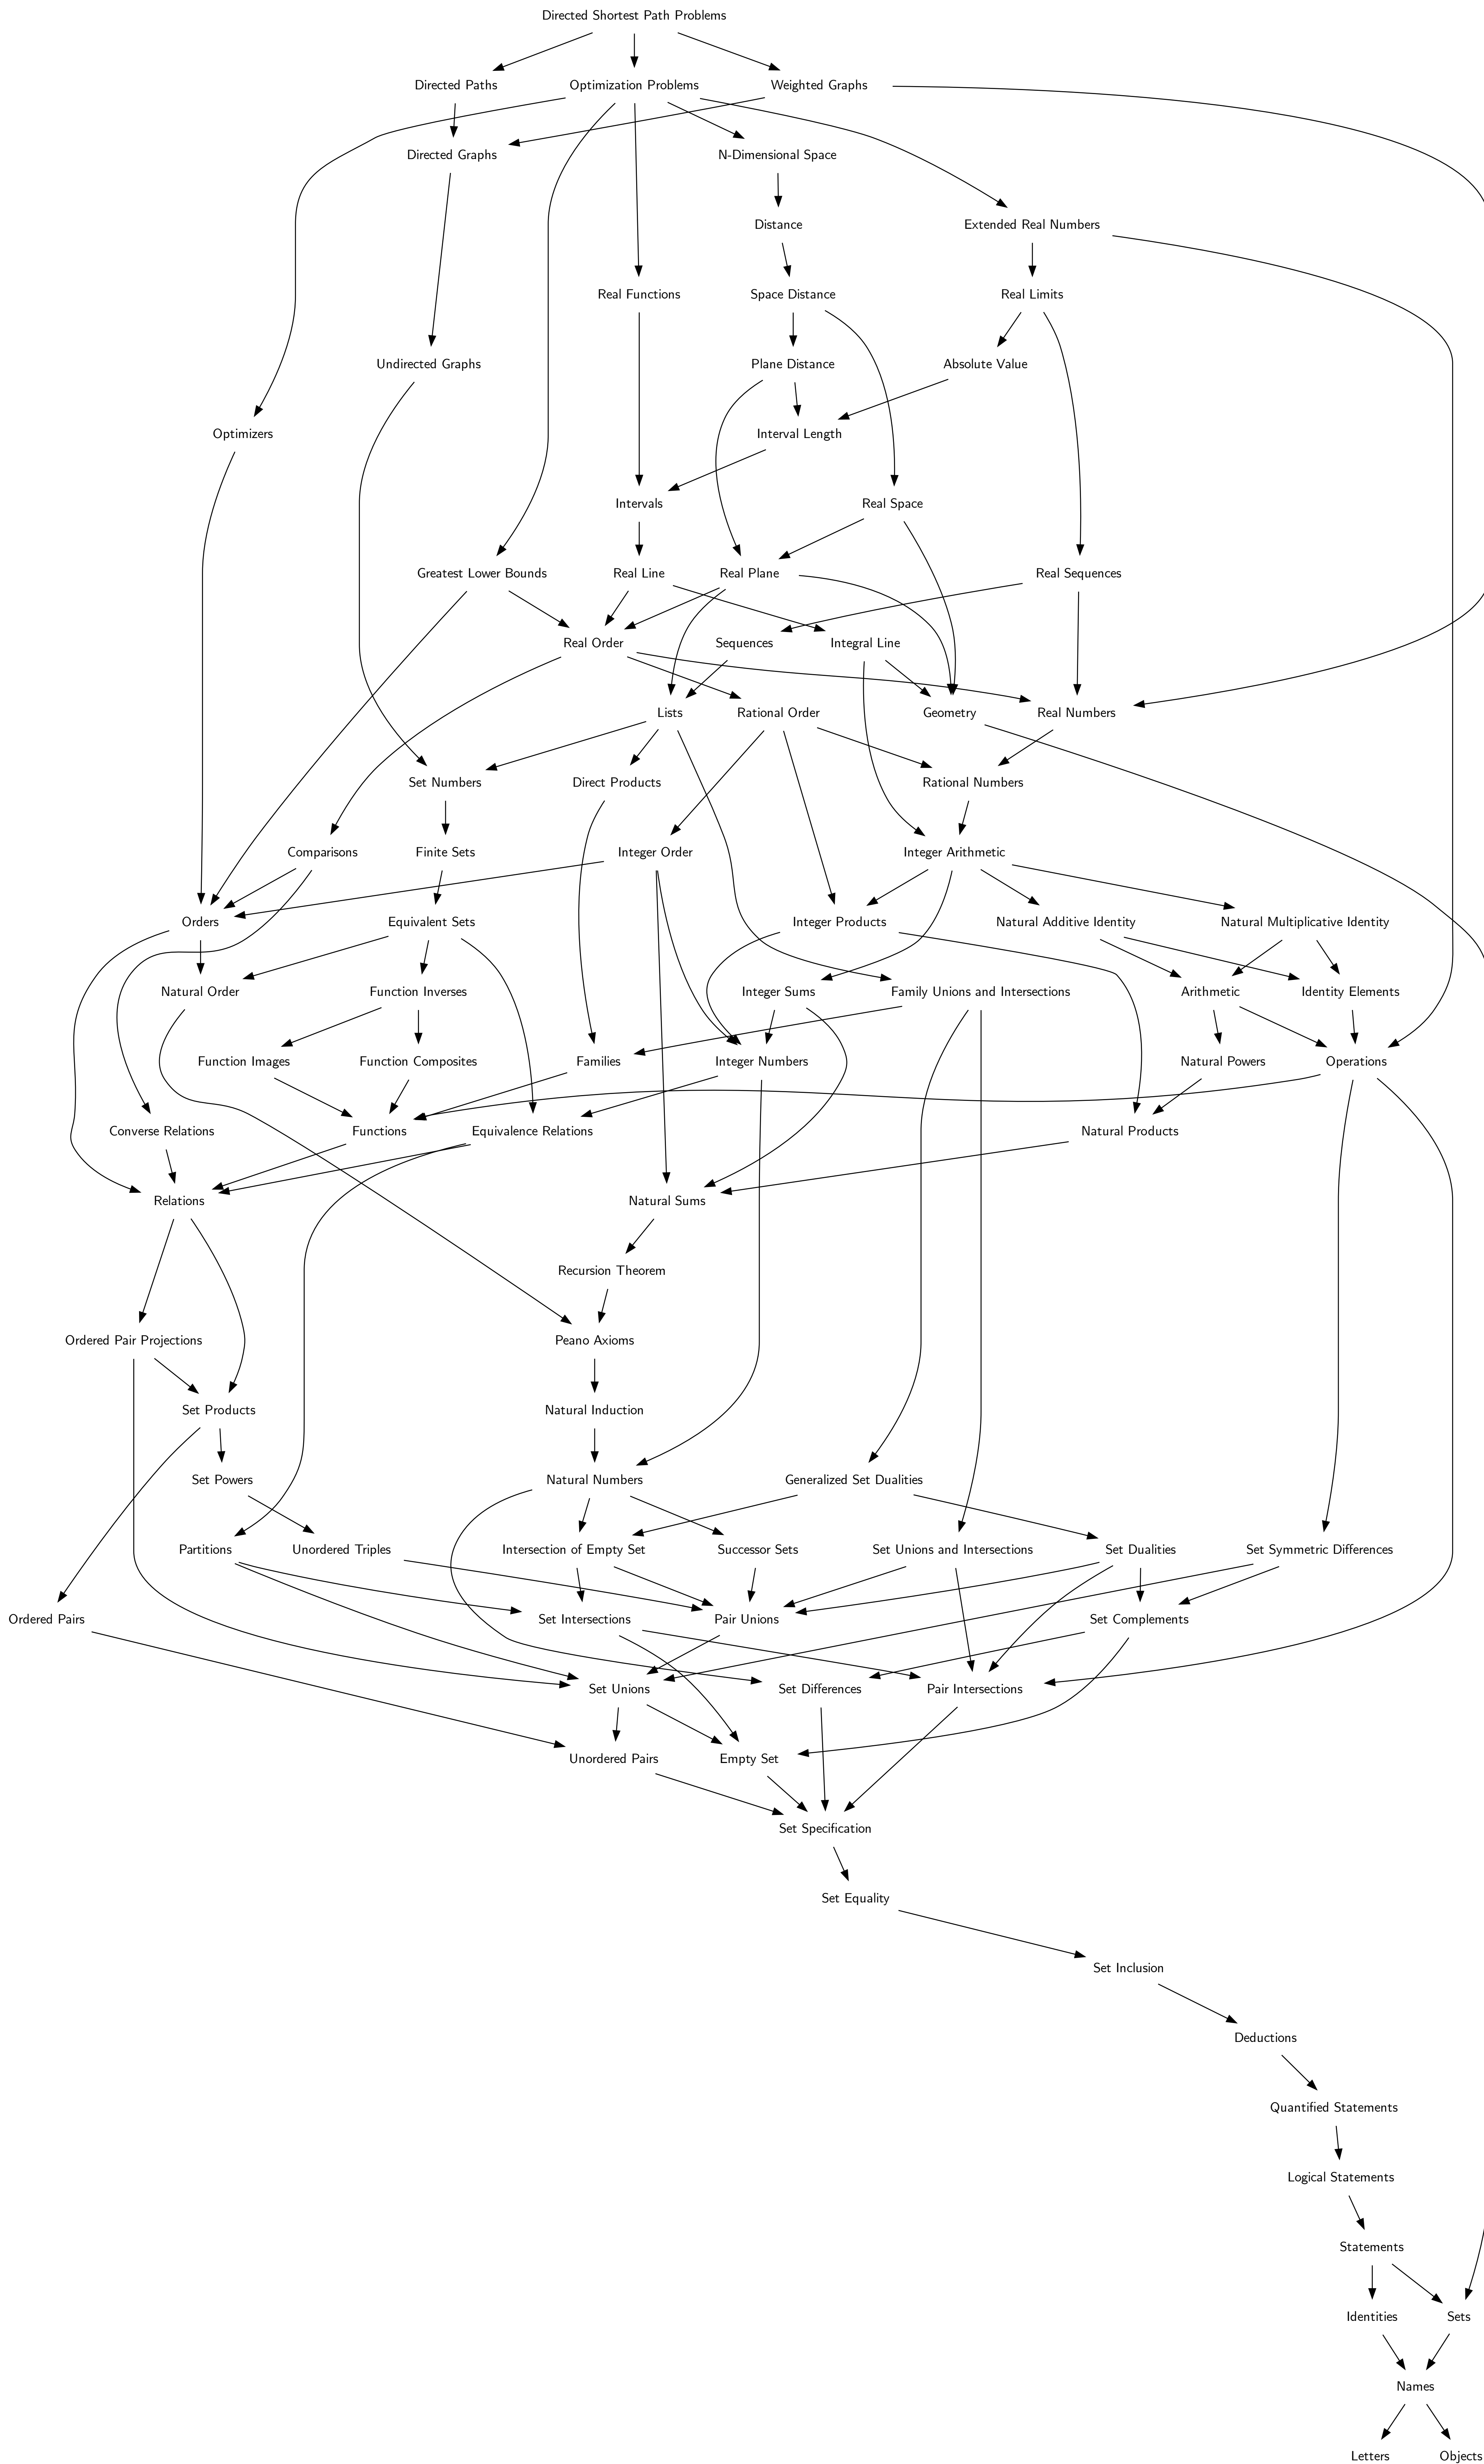 Directed Shortest Path Problems
Directed Paths
Optimization Problems
Weighted Graphs
Directed Graphs
N-Dimensional Space
Distance
Extended Real Numbers
Real Functions
Space Distance
Real Limits
Undirected Graphs
Plane Distance
Absolute Value
Optimizers
Interval Length
Intervals
Real Space
Greatest Lower Bounds
Real Line
Real Plane
Real Sequences
Real Order
Sequences
Integral Line
Lists
Rational Order
Geometry
Real Numbers
Set Numbers
Direct Products
Rational Numbers
Comparisons
Finite Sets
Integer Order
Integer Arithmetic
Orders
Equivalent Sets
Integer Products
Natural Additive Identity
Natural Multiplicative Identity
Natural Order
Function Inverses
Integer Sums
Family Unions and Intersections
Arithmetic
Identity Elements
Function Images
Function Composites
Families
Integer Numbers
Natural Powers
Operations
Converse Relations
Functions
Equivalence Relations
Natural Products
Relations
Natural Sums
Recursion Theorem
Ordered Pair Projections
Peano Axioms
Set Products
Natural Induction
Set Powers
Natural Numbers
Generalized Set Dualities
Partitions
Unordered Triples
Intersection of Empty Set
Successor Sets
Set Unions and Intersections
Set Dualities
Set Symmetric Differences
Ordered Pairs
Set Intersections
Pair Unions
Set Complements
Set Unions
Set Differences
Pair Intersections
Unordered Pairs
Empty Set
Set Specification
Set Equality
Set Inclusion
Deductions
Quantified Statements
Logical Statements
Statements
Identities
Sets
Names
Letters
Objects